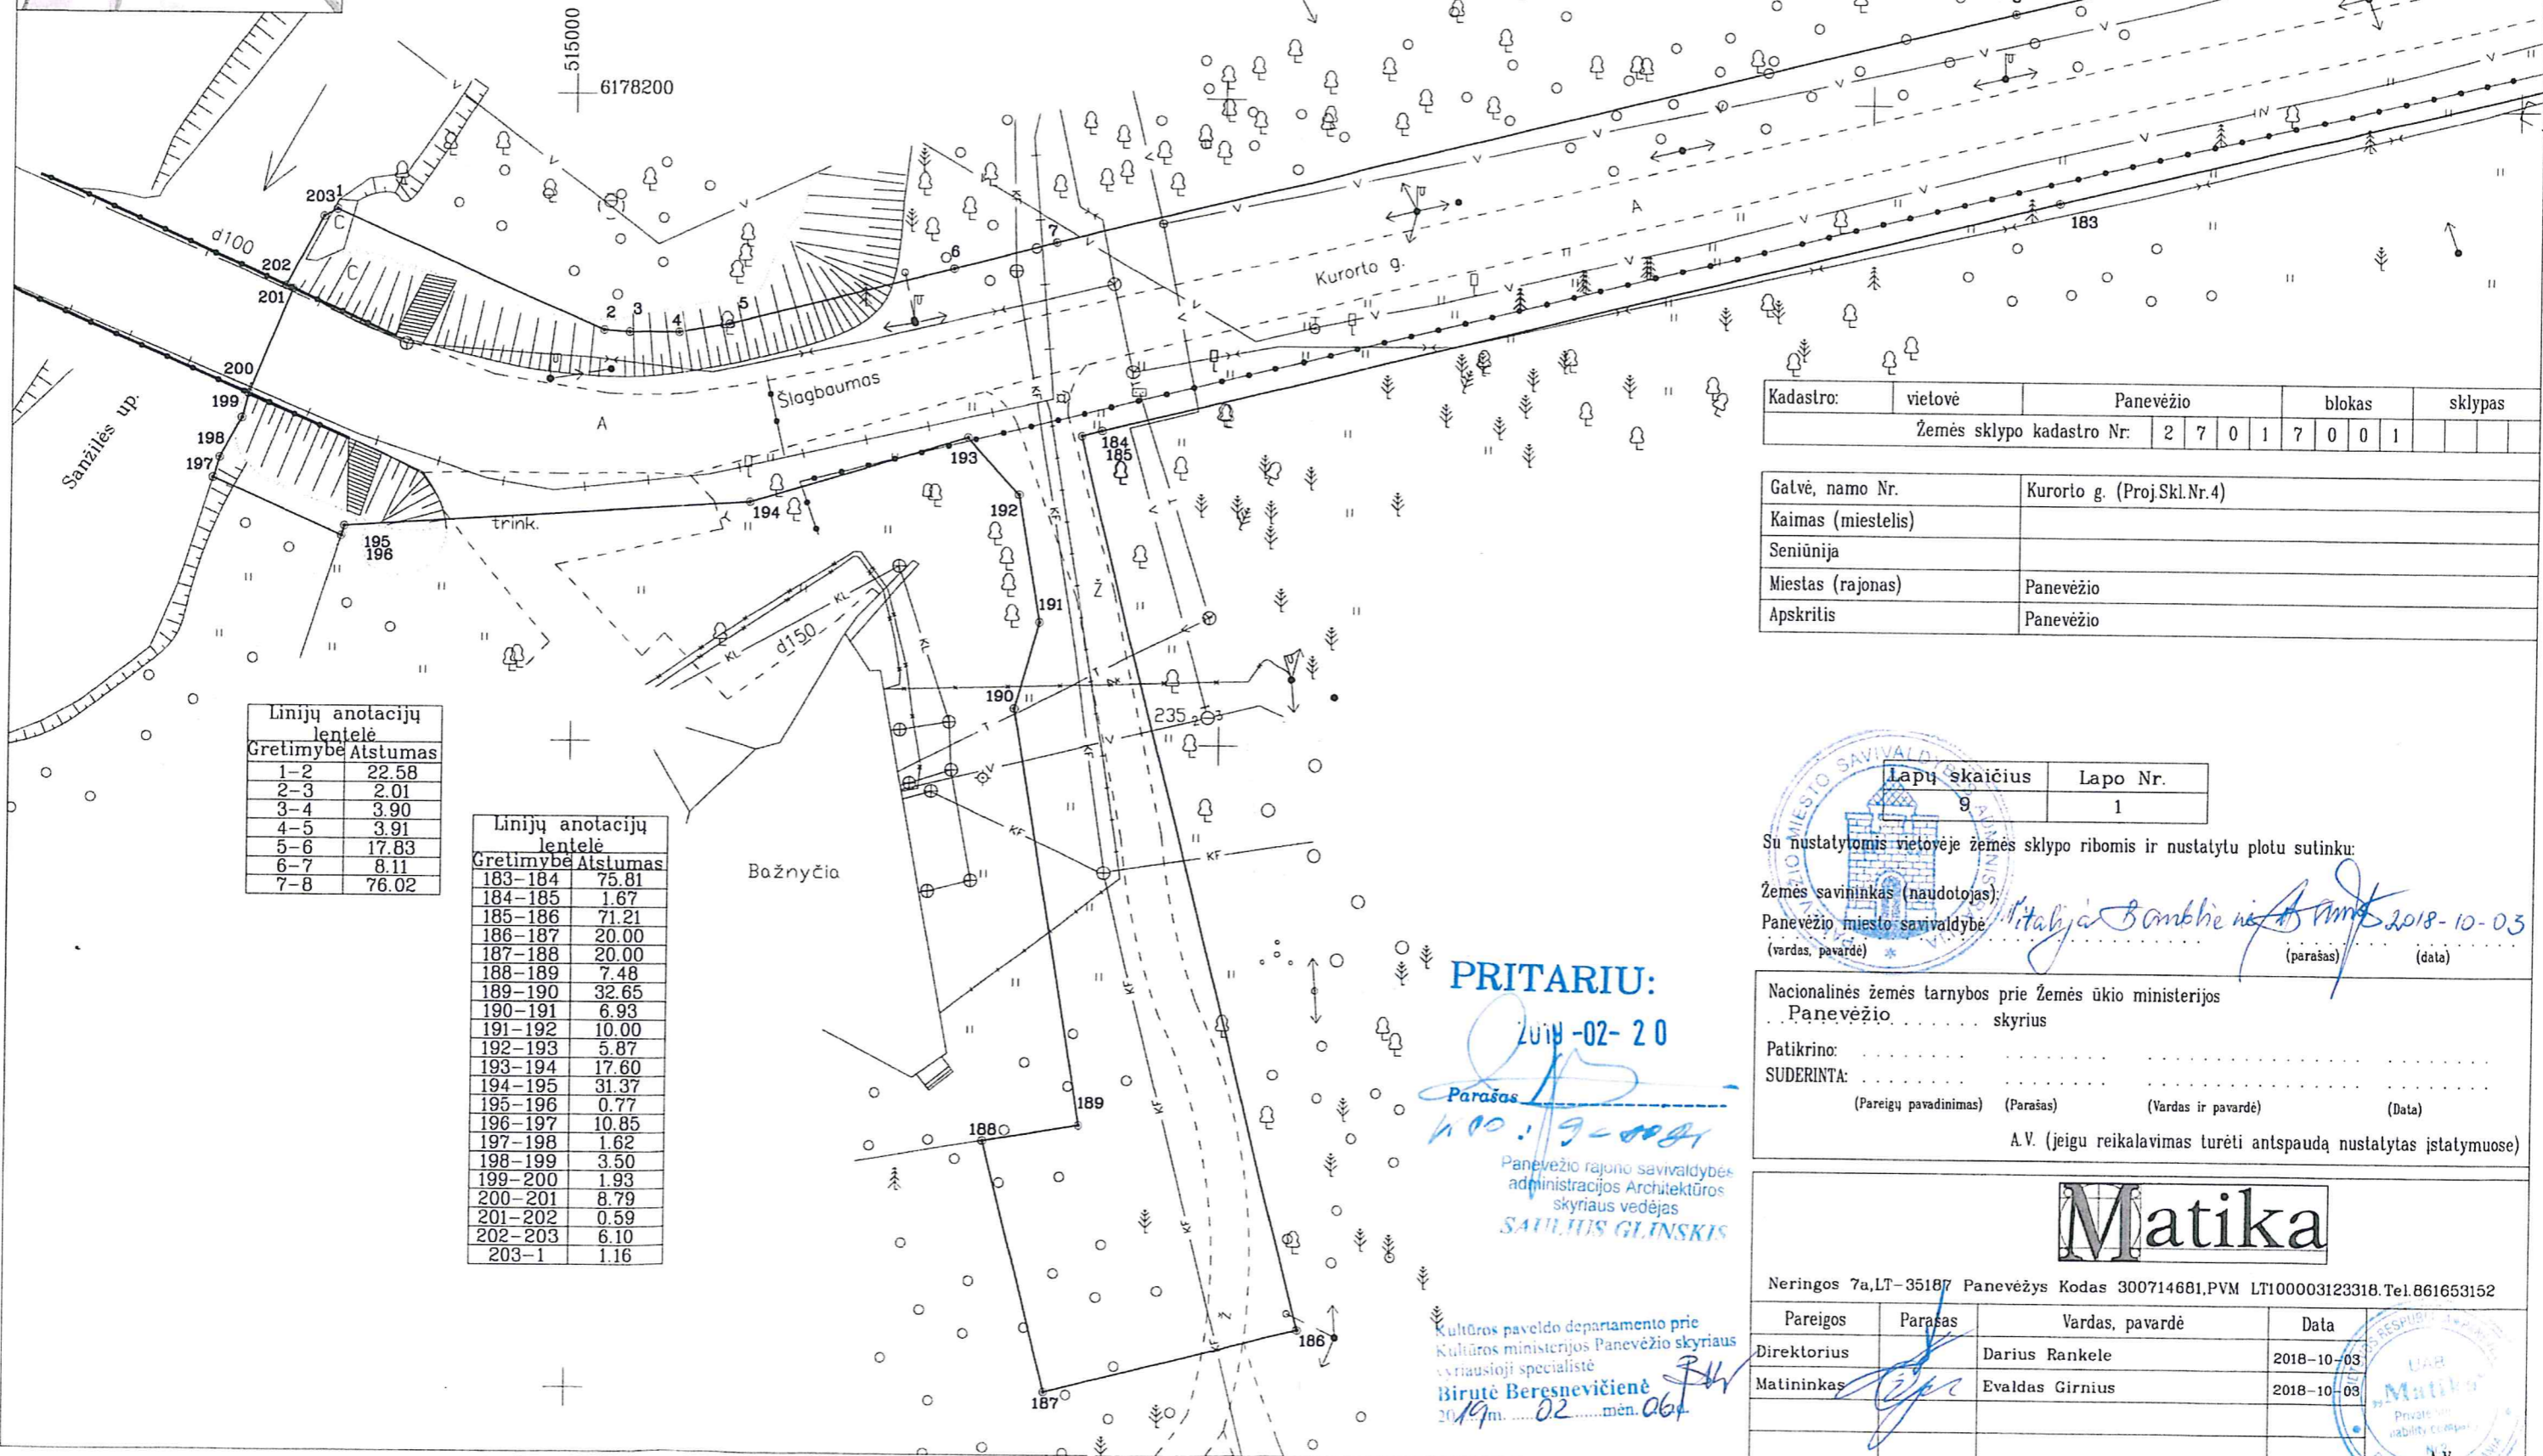 515000
6178200
203
1
C
C
d100
202
201
2
3
4
5
6
7
A
Kurorto g.
183
200
199
198
197
Sanžilės up.
A
Šlagbaumas
193
184
185
192
194
195
196
trink.
191
Ž
KL
KL
KL
d150
190
235
KF
KF
KF
T
T
V
V
Bažnyčia
189
188
187
186
Ž
Linijų anotacijų
lentelė
Gretimybė Atstumas
1-2 22.58
2-3 2.01
3-4 3.90
4-5 3.91
5-6 17.83
6-7 8.11
7-8 76.02
Linijų anotacijų
lentelė
Gretimybė Atstumas
183-184 75.81
184-185 1.67
185-186 71.21
186-187 20.00
187-188 20.00
188-189 7.48
189-190 32.65
190-191 6.93
191-192 10.00
192-193 5.87
193-194 17.60
194-195 31.37
195-196 0.77
196-197 10.85
197-198 1.62
198-199 3.50
199-200 1.93
200-201 8.79
201-202 0.59
202-203 6.10
203-1 1.16
Kadastro: vietovė Panevėžio blokas sklypas
Žemės sklypo kadastro Nr: 2 7 0 1 7 0 0 1
Gatvė, namo Nr. Kurorto g. (Proj.Skl.Nr.4)
Kaimas (miestelis)
Seniūnija
Miestas (rajonas) Panevėžio
Apskritis Panevėžio
Lapų skaičius Lapo Nr.
9 1
Su nustatytomis vietovėje žemės sklypo ribomis ir nustatytu plotu sutinku:
Žemės savininkas (naudotojas):
Panevėžio miesto savivaldybė 2018-10-03
(vardas, pavardė) (parašas) (data)
PANEVĖŽIO MIESTO SAVIVALDYBĖS ADMINISTRACIJA
Nacionalinės žemės tarnybos prie Žemės ūkio ministerijos
Panevėžio skyrius
Patikrino:
SUDERINTA:
(Pareigų pavadinimas) (Parašas) (Vardas ir pavardė) (Data)
A.V. (jeigu reikalavimas turėti antspaudą nustatytas įstatymuose)
PRITARIU:
2019 -02- 20
Parašas
Panevėžio rajono savivaldybės
administracijos Architektūros
skyriaus vedėjas
SAULIUS GLINSKIS
Kultūros paveldo departamento prie
Kultūros ministerijos Panevėžio skyriaus
vyriausioji specialistė
Birutė Beresnevičienė
2019 m. 02 mėn. 06 d.
Matika
Neringos 7a,LT-35187 Panevėžys Kodas 300714681,PVM LT100003123318.Tel.861653152
Pareigos Parašas Vardas, pavardė Data
Direktorius Darius Rankele 2018-10-03
Matininkas Evaldas Girnius 2018-10-03
UAB
"Matika"